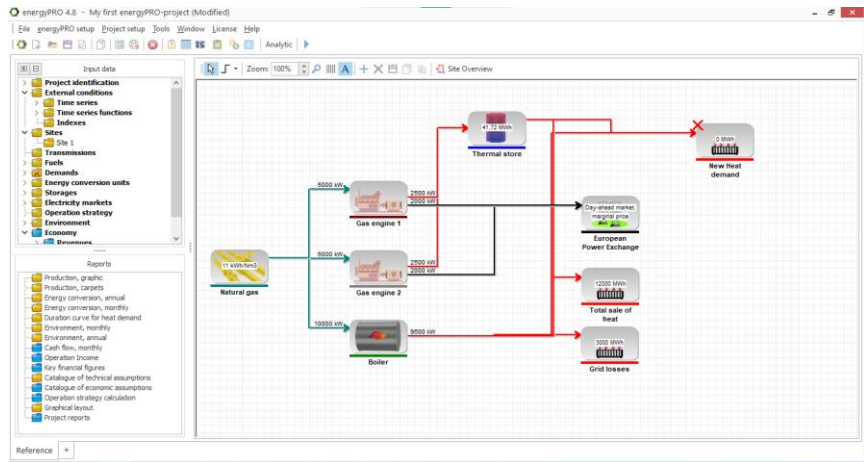 energyPRO 4.8 - My first energyPRO-project (Modified)
File energyPRO setup Project setup Tools Window License Help
Analytic
Input data
Zoom: 100%
A
Site Overview
Project identification
External conditions
Time series
Time series functions
Indexes
Sites
Site 1
Transmissions
Fuels
Demands
Energy conversion units
Storages
Electricity markets
Operation strategy
Environment
Economy
Revenues
Reports
Production, graphic
Production, carpets
Energy conversion, annual
Energy conversion, monthly
Duration curve for heat demand
Environment, monthly
Environment, annual
Cash flow, monthly
Operation Income
Key financial figures
Catalogue of technical assumptions
Catalogue of economic assumptions
Operation strategy calculation
Graphical layout
Project reports
41,72 MWh
Thermal store
0 MWh
New Heat
demand
5000 kW
2500 kW
2000 kW
Gas engine 1
Day-ahead market,
marginal price
European
Power Exchange
11 kWh/Nm3
Natural gas
5000 kW
2500 kW
2000 kW
Gas engine 2
12000 MWh
Total sale of
heat
10000 kW
9500 kW
Boiler
3000 MWh
Grid losses
Reference +